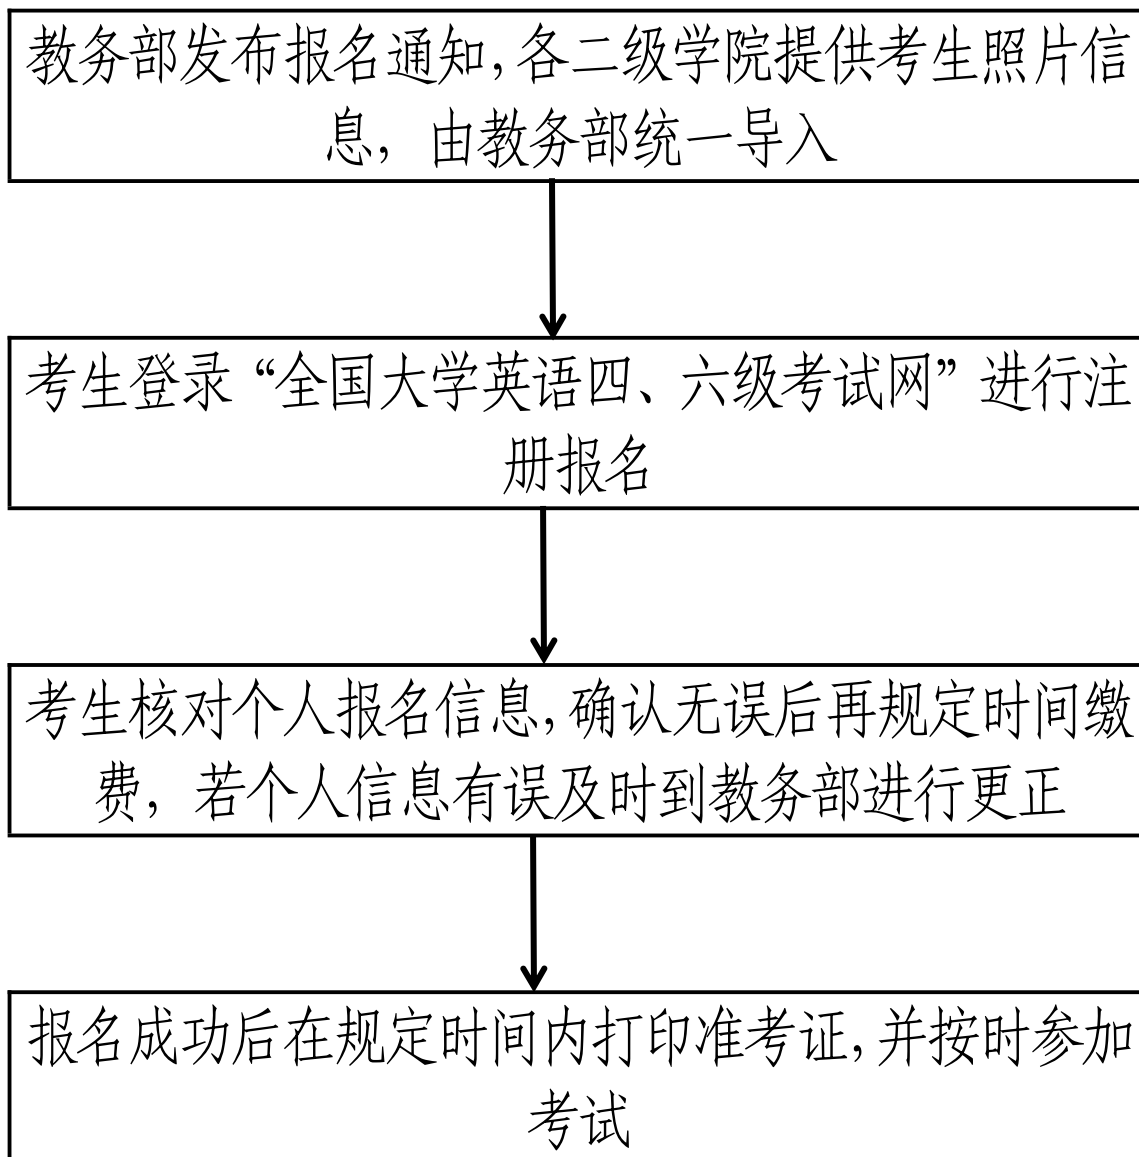 教务部发布报名通知，各二级学院提供考生照片信
息，由教务部统一导入
考生登录“全国大学英语四、六级考试网”进行注
册报名
考生核对个人报名信息，确认无误后再规定时间缴
费，若个人信息有误及时到教务部进行更正
报名成功后在规定时间内打印准考证，并按时参加
考试